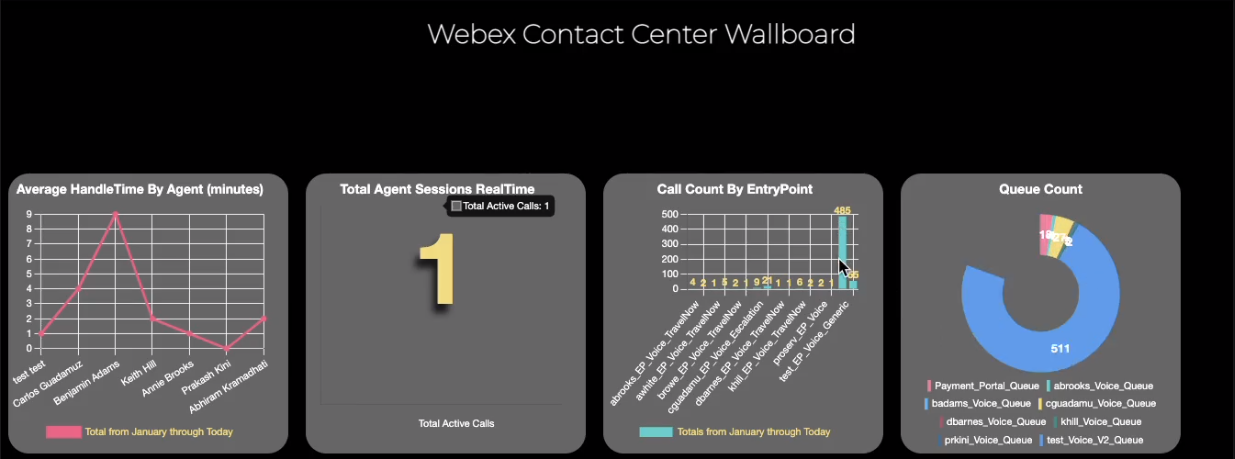 Webex Contact Center Wallboard
Average HandleTime By Agent (minutes)
9
8
7
6
5
4
3
2
1
0
test test
Carlos Guadamuz
Benjamin Adams
Keith Hill
Annie Brooks
Prakash Kini
Abhiram Kramadhati
Total from January through Today
Total Agent Sessions RealTime
Total Active Calls: 1
1
Total Active Calls
Call Count By EntryPoint
500
400
300
200
100
0
4 2 1 5 2 1 9 21 1 1 6 2 2 1 485
abrooks_EP_Voice_TravelNow
awhite_EP_Voice_TravelNow
browe_EP_Voice_TravelNow
cguadamu_EP_Voice_Escalation
dbarnes_EP_Voice_TravelNow
khill_EP_Voice_TravelNow
proserv_EP_Voice
test_EP_Voice_Generic
Totals from January through Today
Queue Count
511
Payment_Portal_Queue abrooks_Voice_Queue
badams_Voice_Queue cguadamu_Voice_Queue
dbarnes_Voice_Queue khill_Voice_Queue
prkini_Voice_Queue test_Voice_V2_Queue